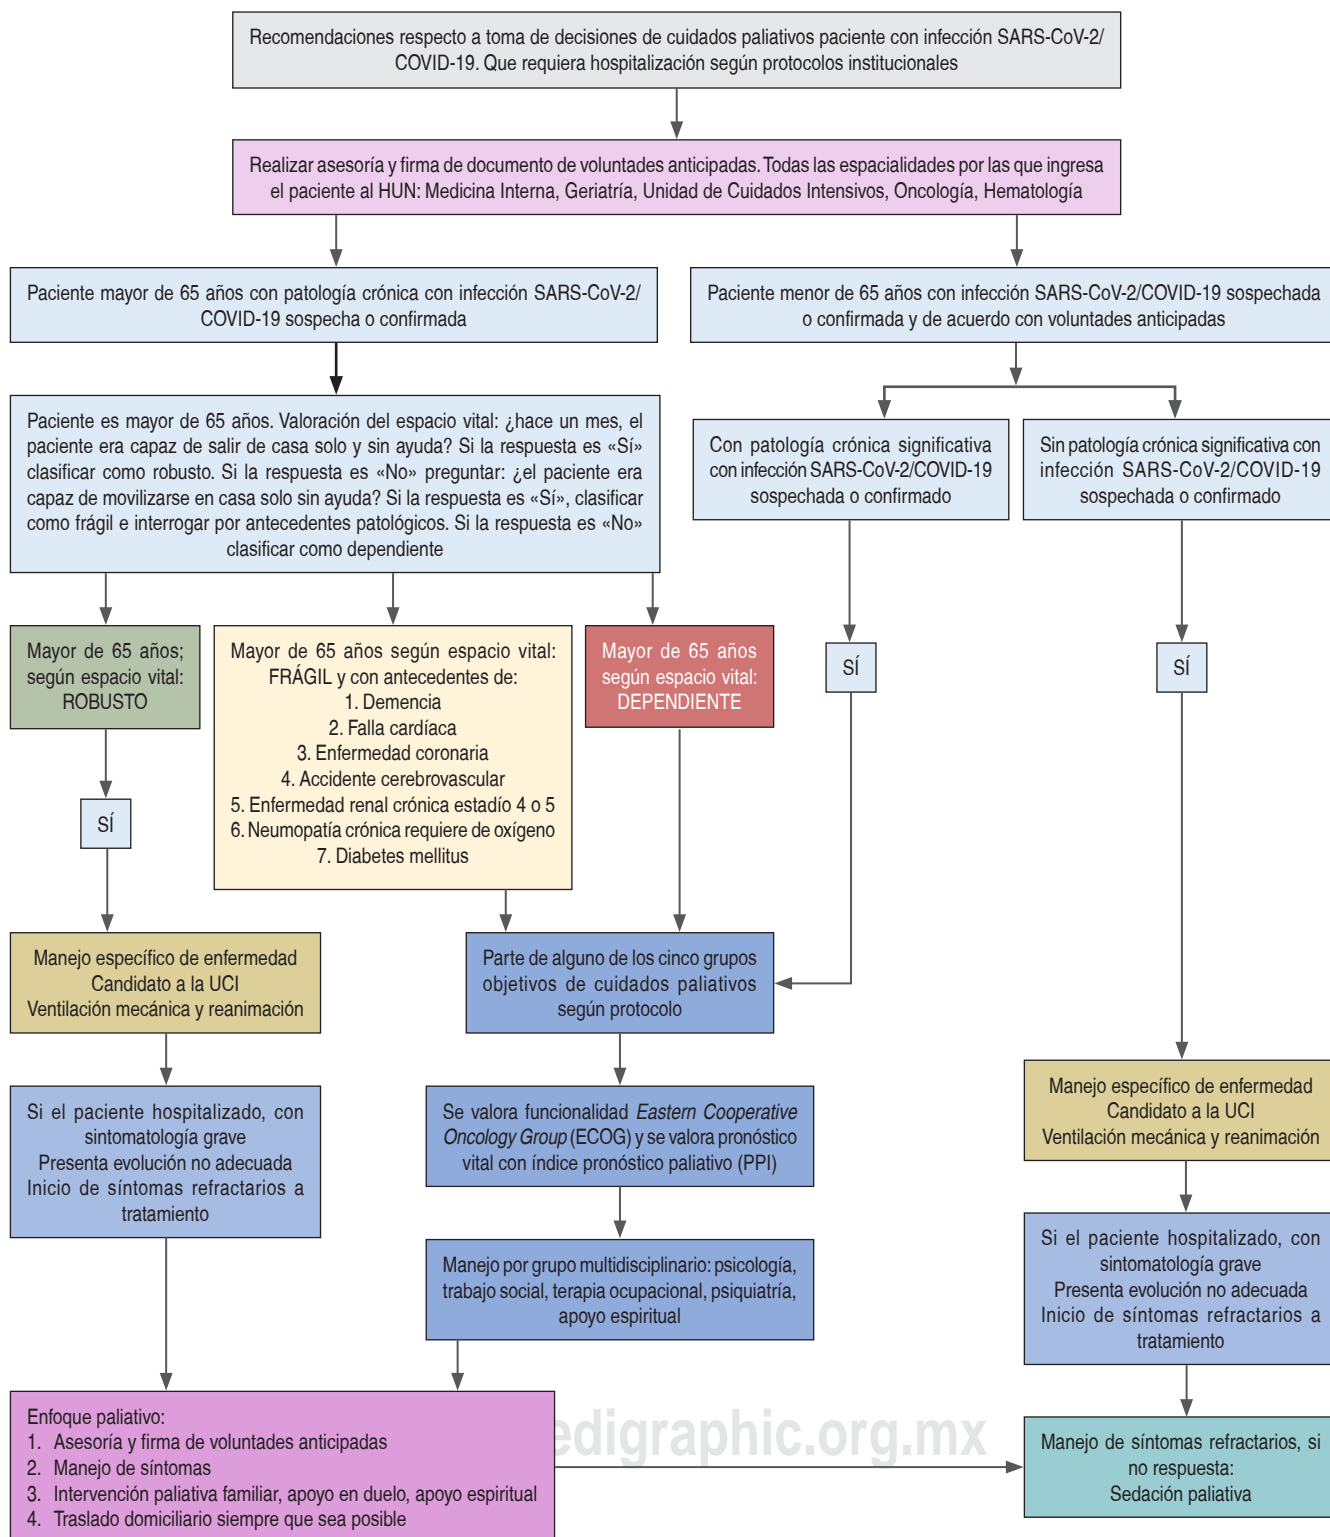 Recomendaciones respecto a toma de decisiones de cuidados paliativos paciente con infección SARS-CoV-2/
COVID-19. Que requiera hospitalización según protocolos institucionales
Realizar asesoría y firma de documento de voluntades anticipadas. Todas las espacialidades por las que ingresa
el paciente al HUN: Medicina Interna, Geriatría, Unidad de Cuidados Intensivos, Oncología, Hematología
Paciente mayor de 65 años con patología crónica con infección SARS-CoV-2/
COVID-19 sospecha o confirmada
Paciente menor de 65 años con infección SARS-CoV-2/COVID-19 sospechada
o confirmada y de acuerdo con voluntades anticipadas
Paciente es mayor de 65 años. Valoración del espacio vital: ¿hace un mes, el
paciente era capaz de salir de casa solo y sin ayuda? Si la respuesta es «Sí»
clasificar como robusto. Si la respuesta es «No» preguntar: ¿el paciente era
capaz de movilizarse en casa solo sin ayuda? Si la respuesta es «Sí», clasificar
como frágil e interrogar por antecedentes patológicos. Si la respuesta es «No»
clasificar como dependiente
Con patología crónica significativa
con infección SARS-CoV-2/COVID-19
sospechada o confirmado
Sin patología crónica significativa con
infección SARS-CoV-2/COVID-19
sospechada o confirmado
Mayor de 65 años;
según espacio vital:
ROBUSTO
Mayor de 65 años según espacio vital:
FRÁGIL y con antecedentes de:
1. Demencia
2. Falla cardíaca
3. Enfermedad coronaria
4. Accidente cerebrovascular
5. Enfermedad renal crónica estadío 4 o 5
6. Neumopatía crónica requiere de oxígeno
7. Diabetes mellitus
Mayor de 65 años
según espacio vital:
DEPENDIENTE
SÍ
SÍ
SÍ
Manejo específico de enfermedad
Candidato a la UCI
Ventilación mecánica y reanimación
Parte de alguno de los cinco grupos
objetivos de cuidados paliativos
según protocolo
Manejo específico de enfermedad
Candidato a la UCI
Ventilación mecánica y reanimación
Si el paciente hospitalizado, con
sintomatología grave
Presenta evolución no adecuada
Inicio de síntomas refractarios a
tratamiento
Se valora funcionalidad Eastern Cooperative
Oncology Group (ECOG) y se valora pronóstico
vital con índice pronóstico paliativo (PPI)
Manejo por grupo multidisciplinario: psicología,
trabajo social, terapia ocupacional, psiquiatría,
apoyo espiritual
Si el paciente hospitalizado, con
sintomatología grave
Presenta evolución no adecuada
Inicio de síntomas refractarios a
tratamiento
Enfoque paliativo:
1. Asesoría y firma de voluntades anticipadas
2. Manejo de síntomas
3. Intervención paliativa familiar, apoyo en duelo, apoyo espiritual
4. Traslado domiciliario siempre que sea posible
edigraphic.org.mx
Manejo de síntomas refractarios, si
no respuesta:
Sedación paliativa